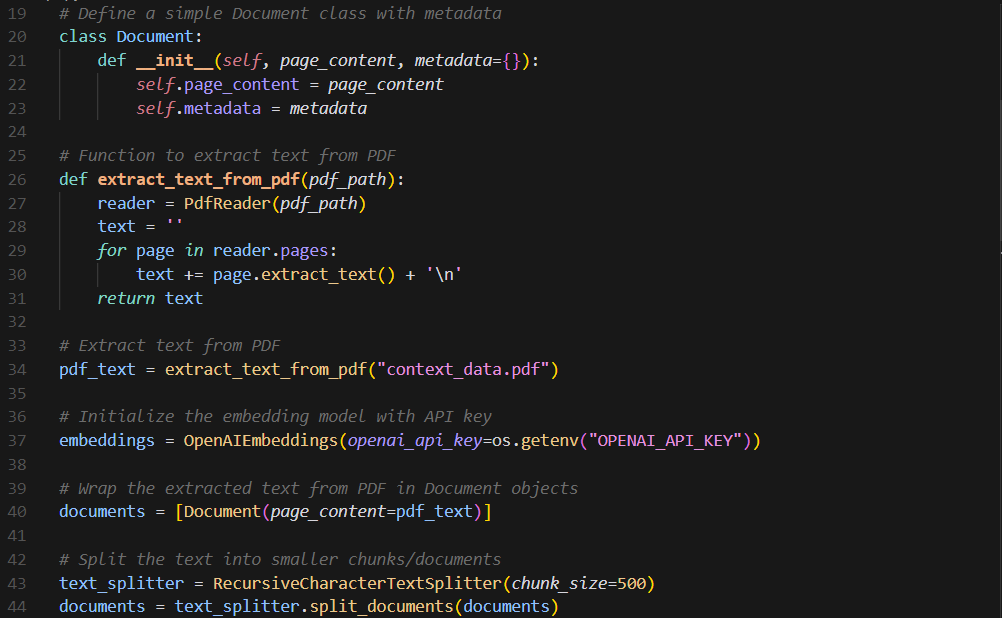 19 # Define a simple Document class with metadata
20 class Document:
21     def __init__(self, page_content, metadata={}):
22         self.page_content = page_content
23         self.metadata = metadata
24
25 # Function to extract text from PDF
26 def extract_text_from_pdf(pdf_path):
27     reader = PdfReader(pdf_path)
28     text = ''
29     for page in reader.pages:
30         text += page.extract_text() + '\n'
31     return text
32
33 # Extract text from PDF
34 pdf_text = extract_text_from_pdf("context_data.pdf")
35
36 # Initialize the embedding model with API key
37 embeddings = OpenAIEmbeddings(openai_api_key=os.getenv("OPENAI_API_KEY"))
38
39 # Wrap the extracted text from PDF in Document objects
40 documents = [Document(page_content=pdf_text)]
41
42 # Split the text into smaller chunks/documents
43 text_splitter = RecursiveCharacterTextSplitter(chunk_size=500)
44 documents = text_splitter.split_documents(documents)